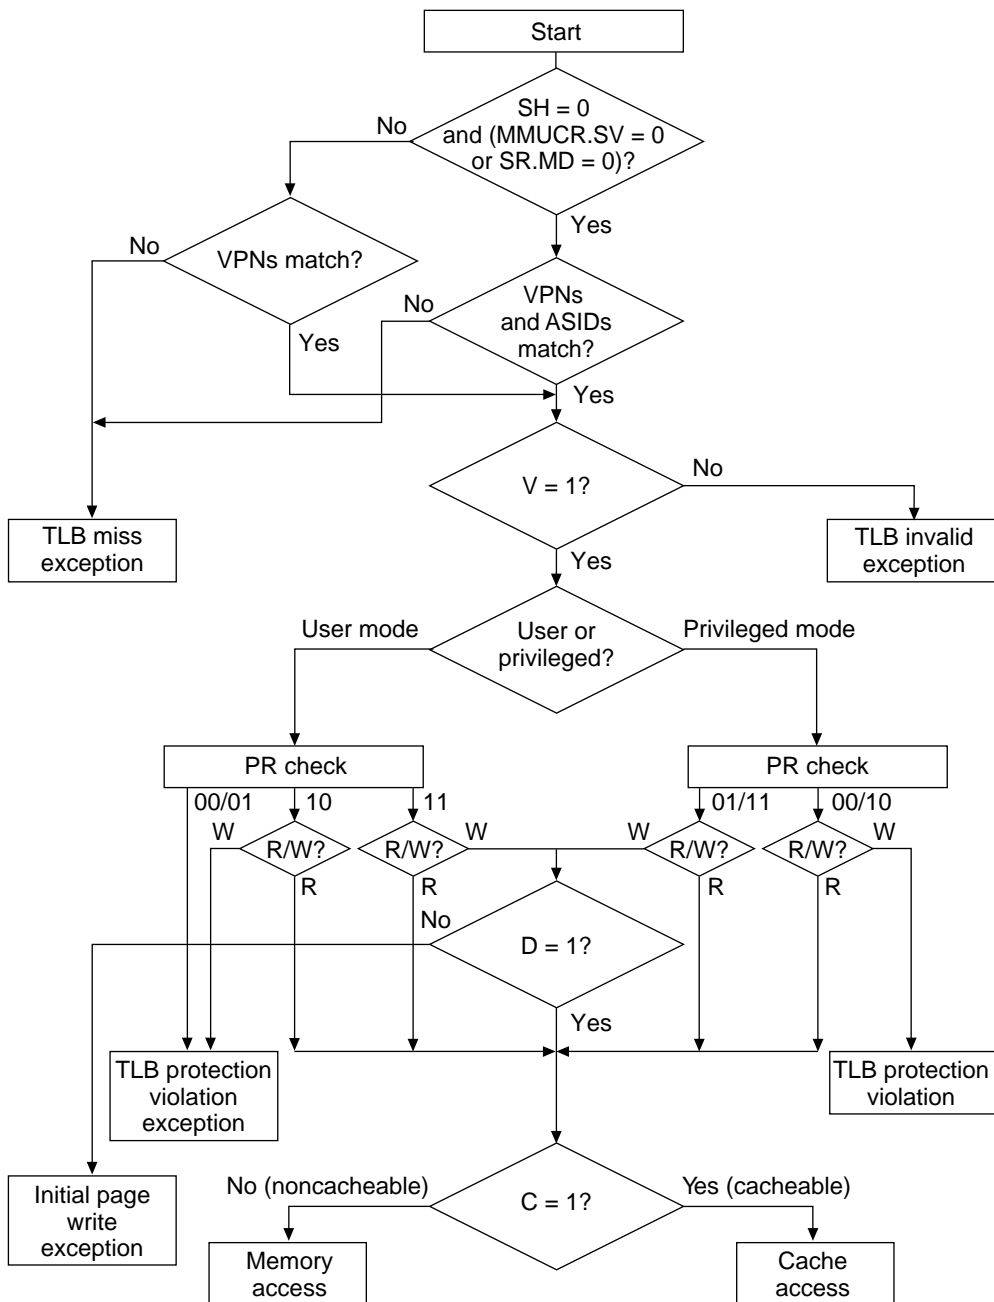 Start
SH = 0
and (MMUCR.SV = 0
or SR.MD = 0)?
No
Yes
VPNs match?
No
Yes
VPNs
and ASIDs
match?
No
Yes
V = 1?
No
Yes
TLB miss
exception
TLB invalid
exception
User mode
User or
privileged?
Privileged mode
PR check
PR check
00/01
10
11
01/11
00/10
W
R/W?
R
R/W?
W
R
W
R/W?
R
R/W?
W
R
No
D = 1?
Yes
TLB protection
violation
exception
TLB protection
violation
Initial page
write
exception
No (noncacheable)
C = 1?
Yes (cacheable)
Memory
access
Cache
access